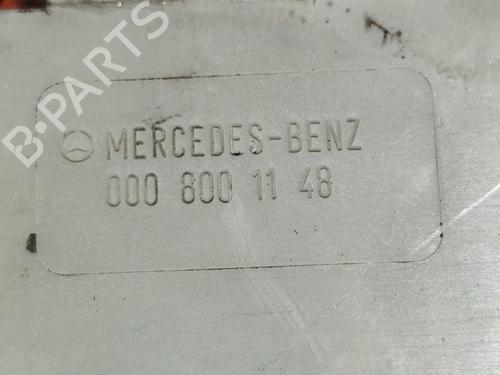 B-PARTS
MERCEDES-BENZ
000 800 11 48